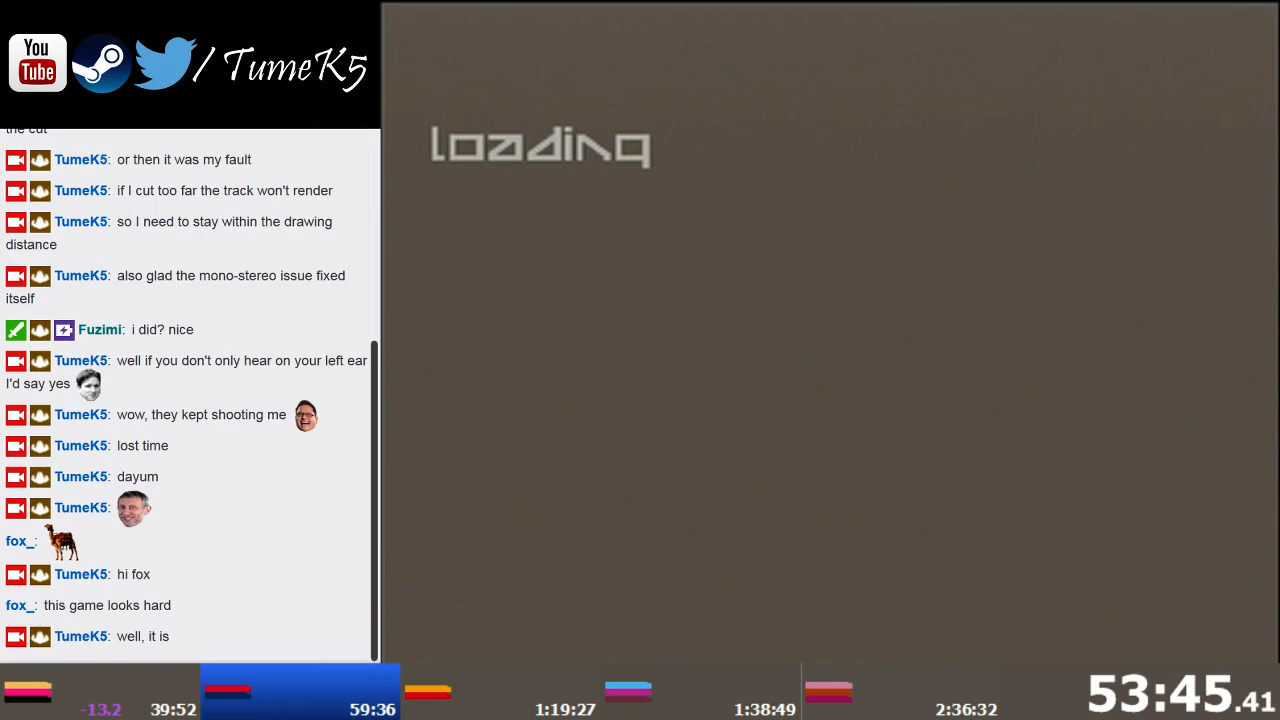 You
Tube
/ TumeK5
the cut
TumeK5: or then it was my fault
TumeK5: if I cut too far the track won't render
TumeK5: so I need to stay within the drawing
distance
TumeK5: also glad the mono-stereo issue fixed
itself
Fuzimi: i did? nice
TumeK5: well if you don't only hear on your left ear
I'd say yes
TumeK5: wow, they kept shooting me
TumeK5: lost time
TumeK5: dayum
TumeK5:
fox_:
TumeK5: hi fox
fox_: this game looks hard
TumeK5: well, it is
loading
-13.2 39:52
59:36
1:19:27
1:38:49
2:36:32
53:45.41